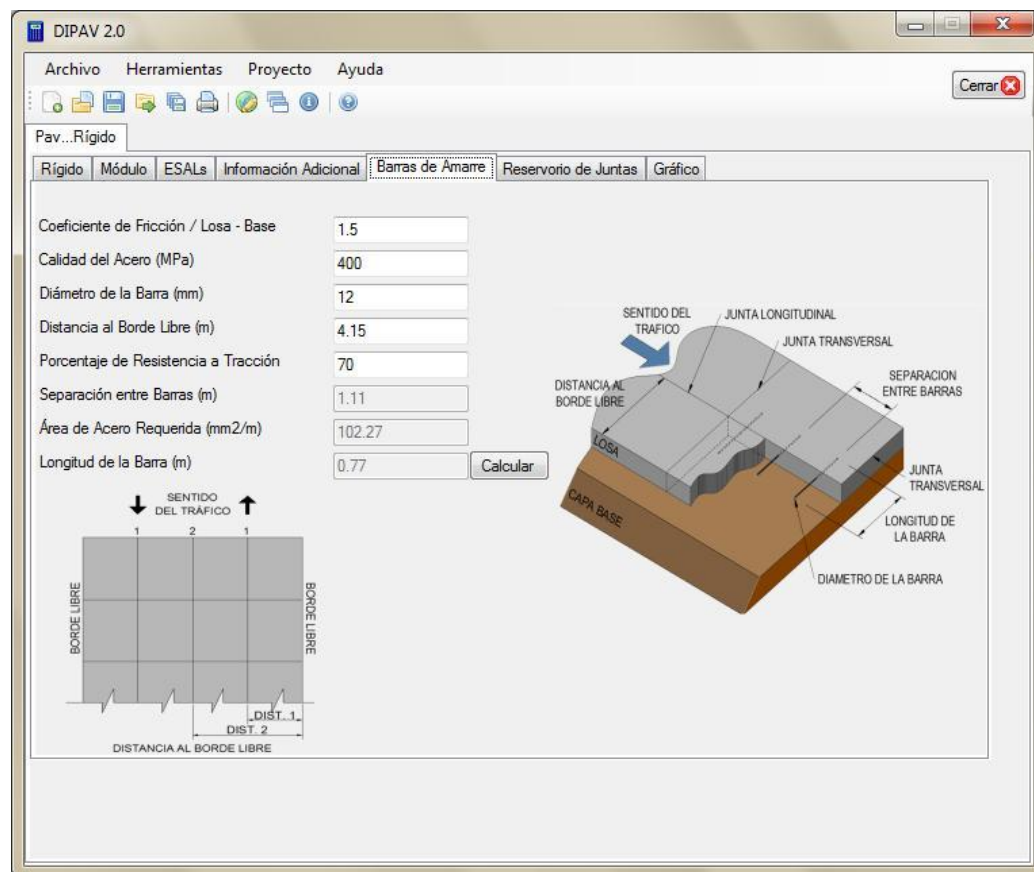 DIPAV 2.0
Archivo Herramientas Proyecto Ayuda
Cerrar
Pav...Rígido
Rígido Módulo ESALs Información Adicional Barras de Amarre Reservorio de Juntas Gráfico
Coeficiente de Fricción / Losa - Base 1.5
Calidad del Acero (MPa) 400
Diámetro de la Barra (mm) 12
Distancia al Borde Libre (m) 4.15
Porcentaje de Resistencia a Tracción 70
Separación entre Barras (m) 1.11
Área de Acero Requerida (mm2/m) 102.27
Longitud de la Barra (m) 0.77 Calcular
SENTIDO
DEL TRÁFICO
1 2 1
BORDE LIBRE
BORDE LIBRE
DIST. 1
DIST. 2
DISTANCIA AL BORDE LIBRE
SENTIDO DEL
TRAFICO
JUNTA LONGITUDINAL
JUNTA TRANSVERSAL
SEPARACION
ENTRE BARRAS
DISTANCIA AL
BORDE LIBRE
LOSA
CAPA BASE
JUNTA
TRANSVERSAL
LONGITUD DE
LA BARRA
DIAMETRO DE LA BARRA